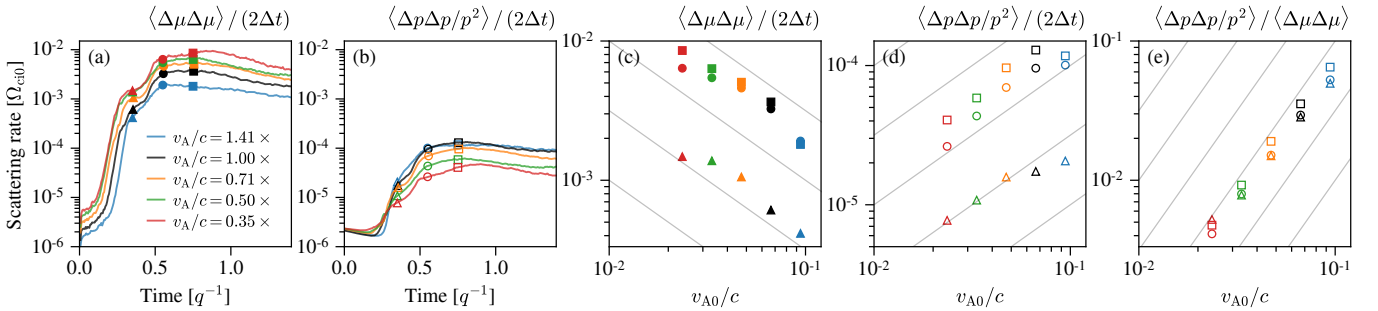 ⟨ΔμΔμ⟩ / (2Δt)
⟨ΔpΔp/p²⟩ / (2Δt)
⟨ΔμΔμ⟩ / (2Δt)
⟨ΔpΔp/p²⟩ / (2Δt)
⟨ΔpΔp/p²⟩ / ⟨ΔμΔμ⟩
Scattering rate [Ω_ci0]
(a)
10⁻²
10⁻³
10⁻⁴
10⁻⁵
10⁻⁶
v_A/c = 1.41 ×
v_A/c = 1.00 ×
v_A/c = 0.71 ×
v_A/c = 0.50 ×
v_A/c = 0.35 ×
0.0 0.5 1.0
Time [q⁻¹]
(b)
10⁻²
10⁻³
10⁻⁴
10⁻⁵
10⁻⁶
0.0 0.5 1.0
Time [q⁻¹]
(c)
10⁻²
10⁻³
10⁻² 10⁻¹
v_A0/c
(d)
10⁻⁴
10⁻⁵
10⁻² 10⁻¹
v_A0/c
(e)
10⁻¹
10⁻²
10⁻² 10⁻¹
v_A0/c